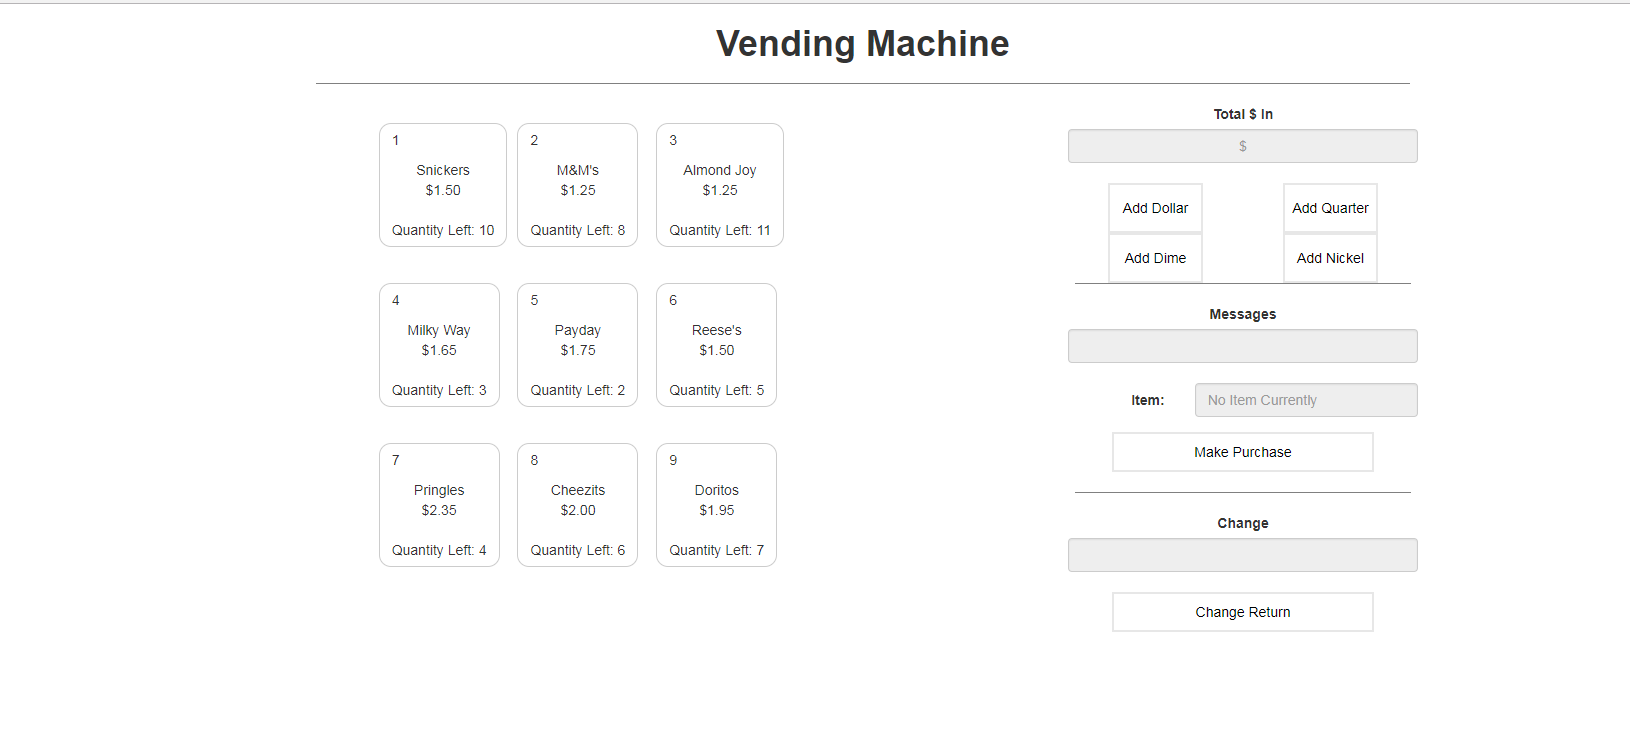 Vending Machine
1
Snickers
$1.50
Quantity Left: 10
2
M&M's
$1.25
Quantity Left: 8
3
Almond Joy
$1.25
Quantity Left: 11
4
Milky Way
$1.65
Quantity Left: 3
5
Payday
$1.75
Quantity Left: 2
6
Reese's
$1.50
Quantity Left: 5
7
Pringles
$2.35
Quantity Left: 4
8
Cheezits
$2.00
Quantity Left: 6
9
Doritos
$1.95
Quantity Left: 7
Total $ In
$
Add Dollar
Add Quarter
Add Dime
Add Nickel
Messages
Item: No Item Currently
Make Purchase
Change
Change Return